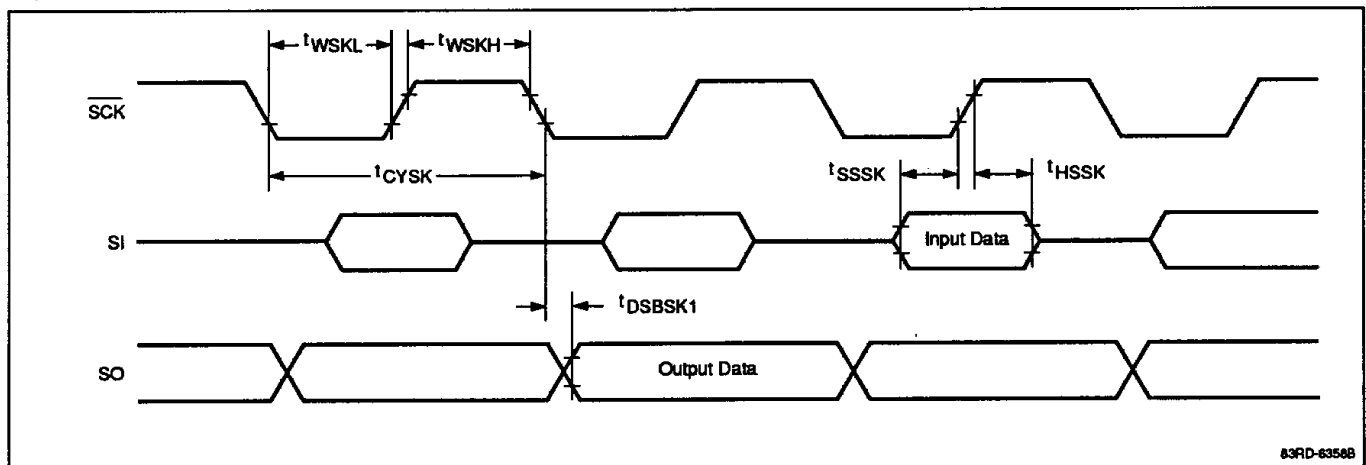 tWSKL
tWSKH
SCK
tCYSK
tSSSK
tHSSK
SI
Input Data
tDSBSK1
SO
Output Data
83RD-6358B